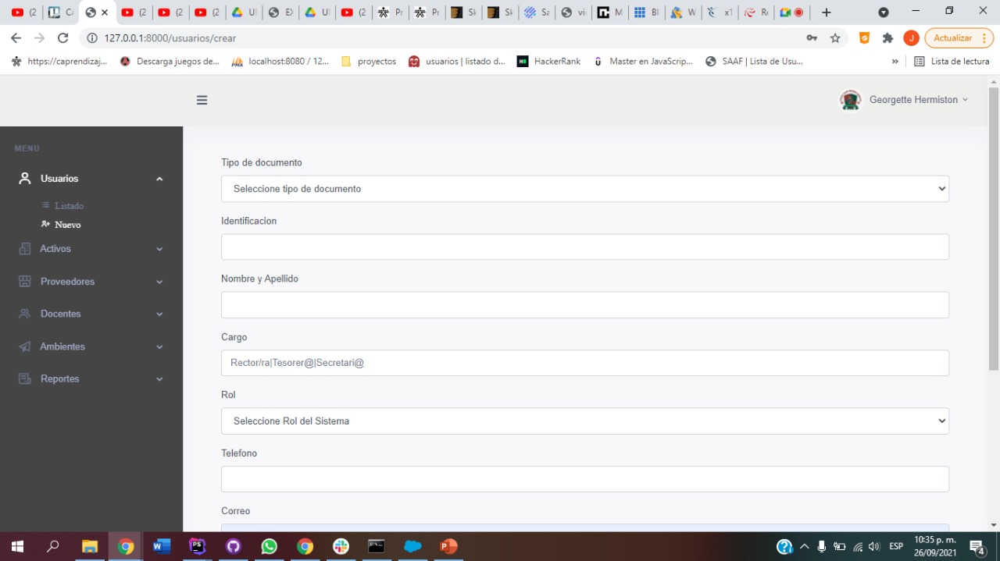 (2
C
(2
(2
(2
UI
EX
UI
(2
Pr
Pr
Sk
Sk
Sa
vi
M
Bl
W
x1
Re
127.0.0.1:8000/usuarios/crear
J
Actualizar
https://caprendizaj...
Descarga juegos de...
localhost:8080 / 12...
proyectos
usuarios | listado d...
HackerRank
Master en JavaScrip...
SAAF | Lista de Usu...
»
Lista de lectura
Georgette Hermiston
MENU
Usuarios
Listado
Nuevo
Activos
Proveedores
Docentes
Ambientes
Reportes
Tipo de documento
Seleccione tipo de documento
Identificacion
Nombre y Apellido
Cargo
Rector/ra|Tesorer@|Secretari@
Rol
Seleccione Rol del Sistema
Telefono
Correo
ESP
10:35 p. m.
26/09/2021
4